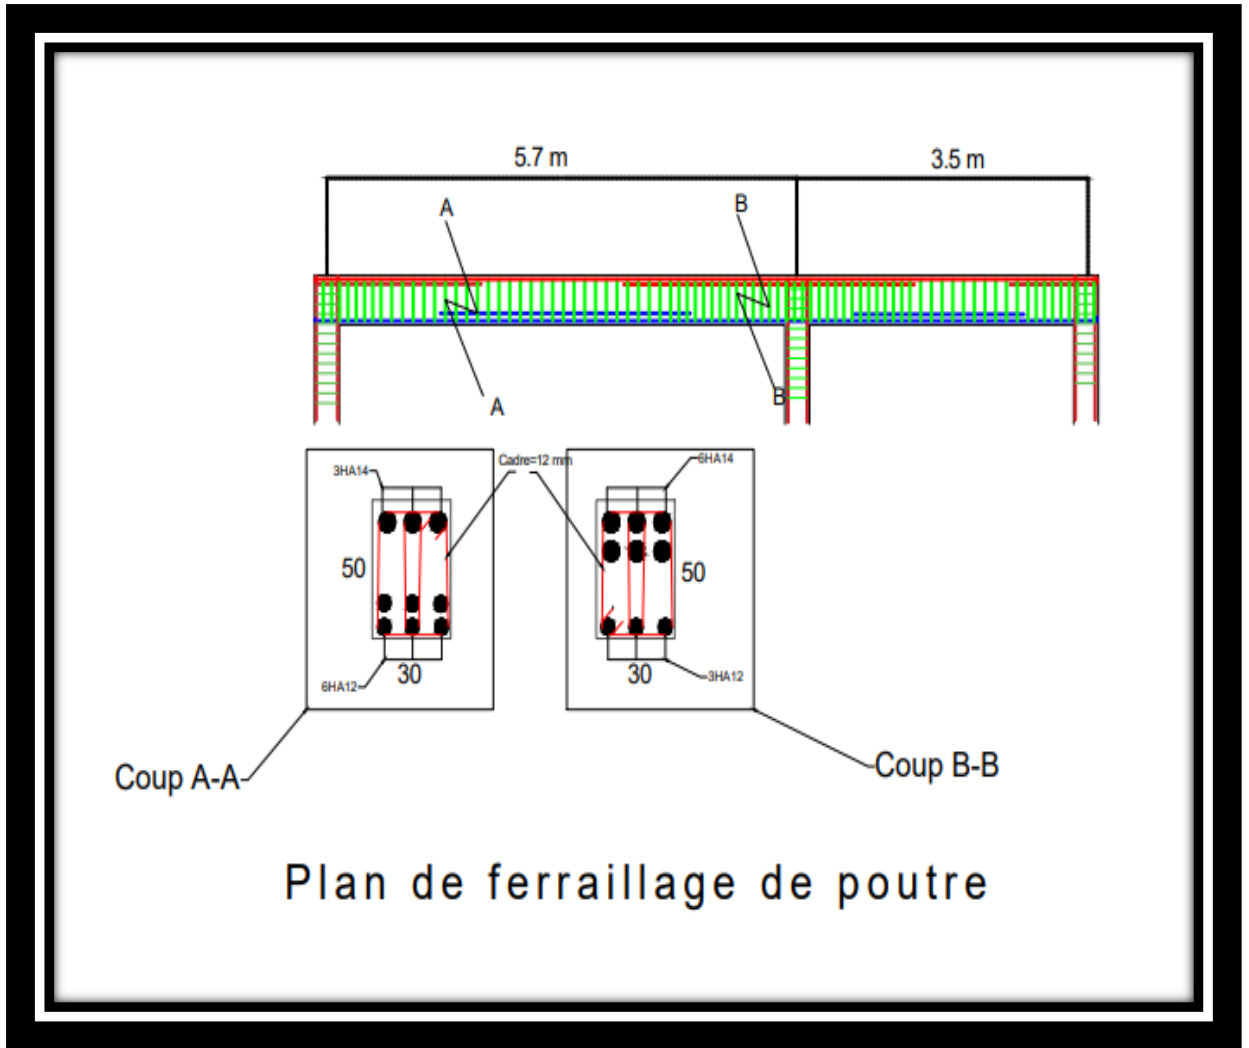 5.7 m
3.5 m
A
B
A
B
3HA14
Cadre=12 mm
6HA14
50
50
6HA12
30
30
3HA12
Coup A-A
Coup B-B
Plan de ferraillage de poutre